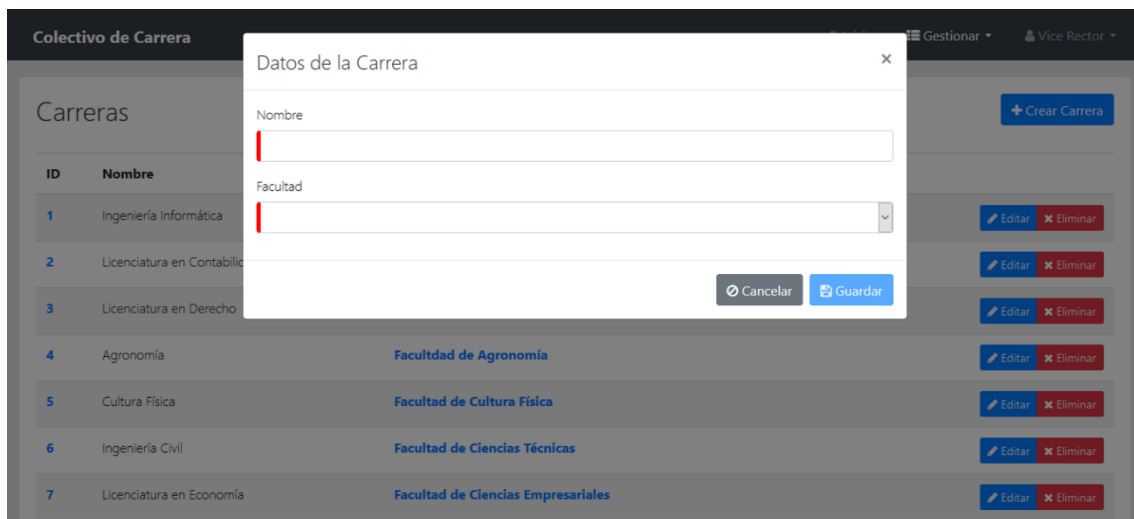 Colectivo de Carrera
Gestionar
Vice Rector
Datos de la Carrera
×
Carreras
Crear Carrera
Nombre
Facultad
ID Nombre
1 Ingeniería Informática Editar Eliminar
2 Licenciatura en Contabilid Editar Eliminar
Cancelar Guardar
3 Licenciatura en Derecho Editar Eliminar
4 Agronomía Facultdad de Agronomía Editar Eliminar
5 Cultura Física Facultad de Cultura Física Editar Eliminar
6 Ingeniería Civil Facultad de Ciencias Técnicas Editar Eliminar
7 Licenciatura en Economía Facultad de Ciencias Empresariales Editar Eliminar